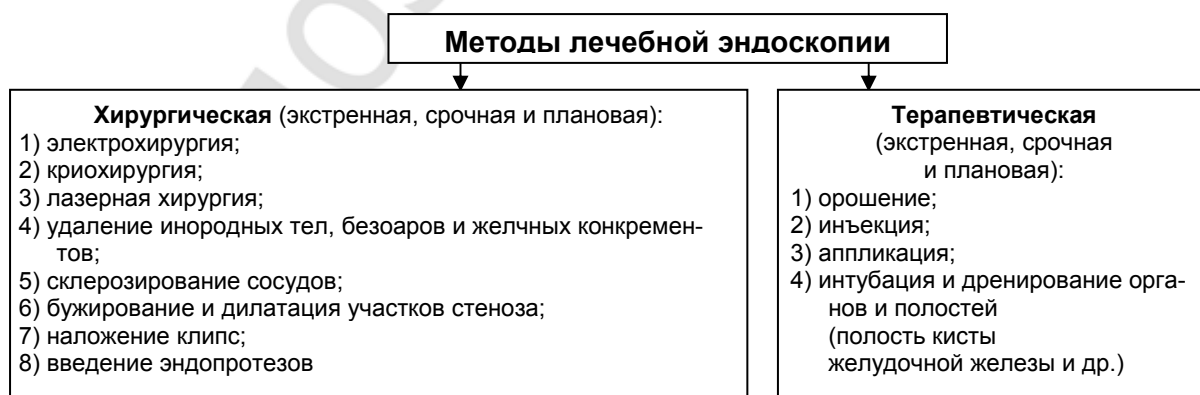 Методы лечебной эндоскопии
Хирургическая (экстренная, срочная и плановая):
1) электрохирургия;
2) криохирургия;
3) лазерная хирургия;
4) удаление инородных тел, безоаров и желчных конкремен-
тов;
5) склерозирование сосудов;
6) бужирование и дилатация участков стеноза;
7) наложение клипс;
8) введение эндопротезов
Терапевтическая
(экстренная, срочная
и плановая):
1) орошение;
2) инъекция;
3) аппликация;
4) интубация и дренирование орга-
нов и полостей
(полость кисты
желудочной железы и др.)